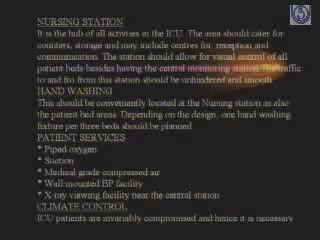 NURSING STATION
It is the hub of all activities in the ICU. The area should cater for
counters, storage and may include centres for reception and
communication. The station should allow for visual control of all
patient beds besides having the central monitoring station. The traffic
to and fro from this station should be unhindered and smooth
HAND WASHING
This should be conveniently located at the Nursing station as also
the patient bed areas. Depending on the design, one hand washing
fixture per three beds should be planned
PATIENT SERVICES
* Piped oxygen
* Suction
* Medical grade compressed air
* Wall-mounted BP facility
* X-ray viewing facility near the central station
CLIMATE CONTROL
ICU patients are invariably compromised and hence it is necessary